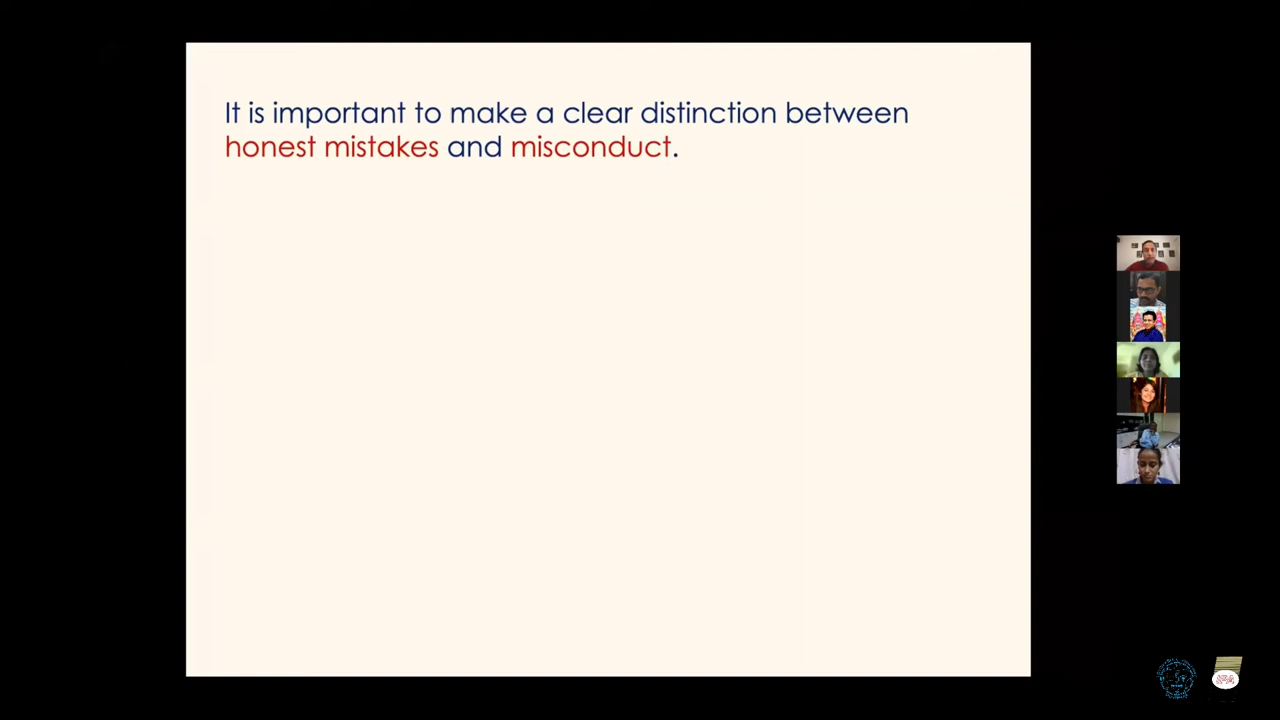 It is important to make a clear distinction between
honest mistakes and misconduct.